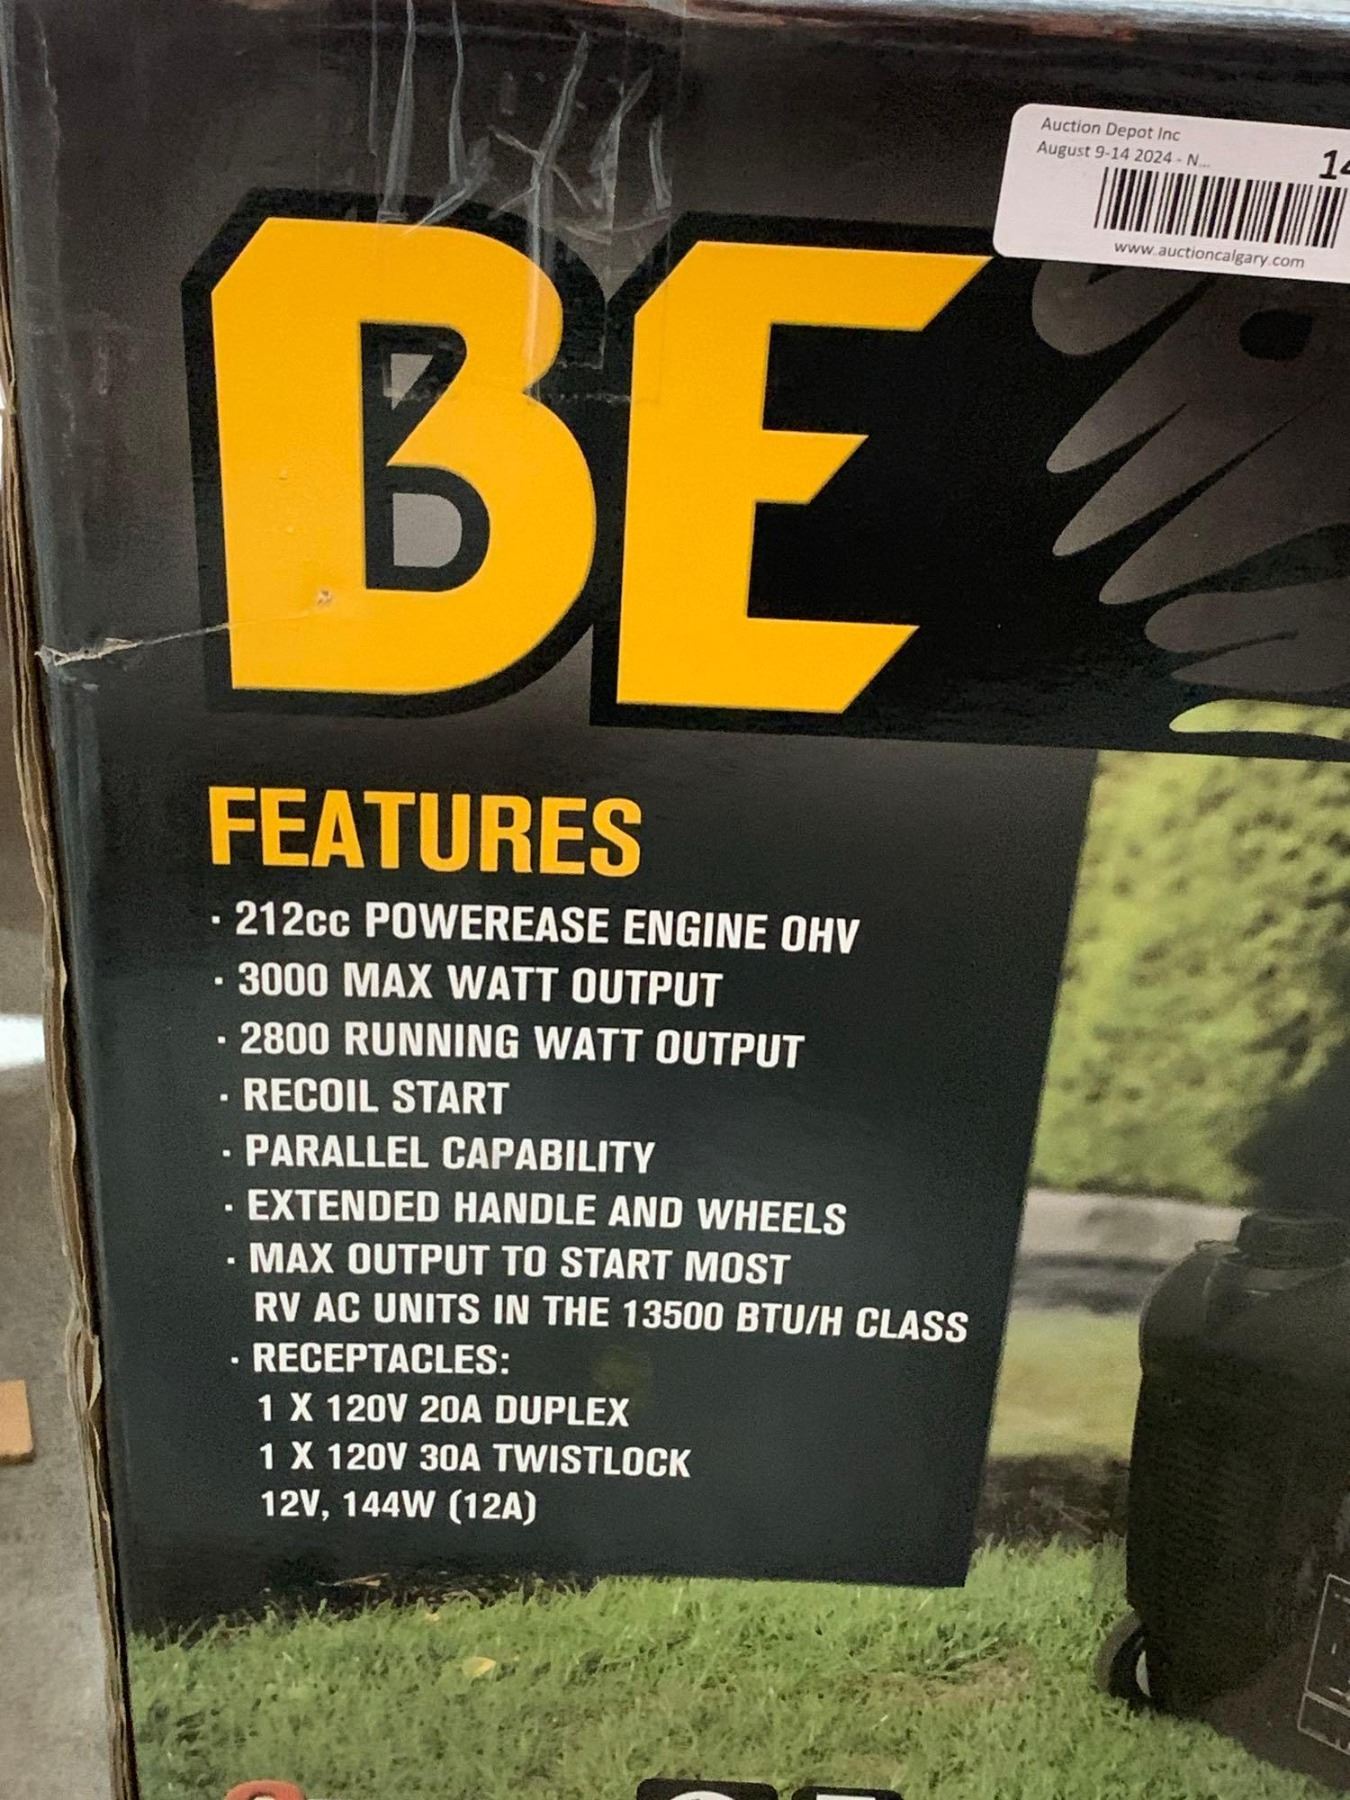 Auction Depot Inc
August 9-14 2024 - N...
www.auctioncalgary.com
BE
FEATURES
· 212cc POWEREASE ENGINE OHV
· 3000 MAX WATT OUTPUT
· 2800 RUNNING WATT OUTPUT
· RECOIL START
· PARALLEL CAPABILITY
· EXTENDED HANDLE AND WHEELS
· MAX OUTPUT TO START MOST
RV AC UNITS IN THE 13500 BTU/H CLASS
· RECEPTACLES:
1 X 120V 20A DUPLEX
1 X 120V 30A TWISTLOCK
12V, 144W (12A)